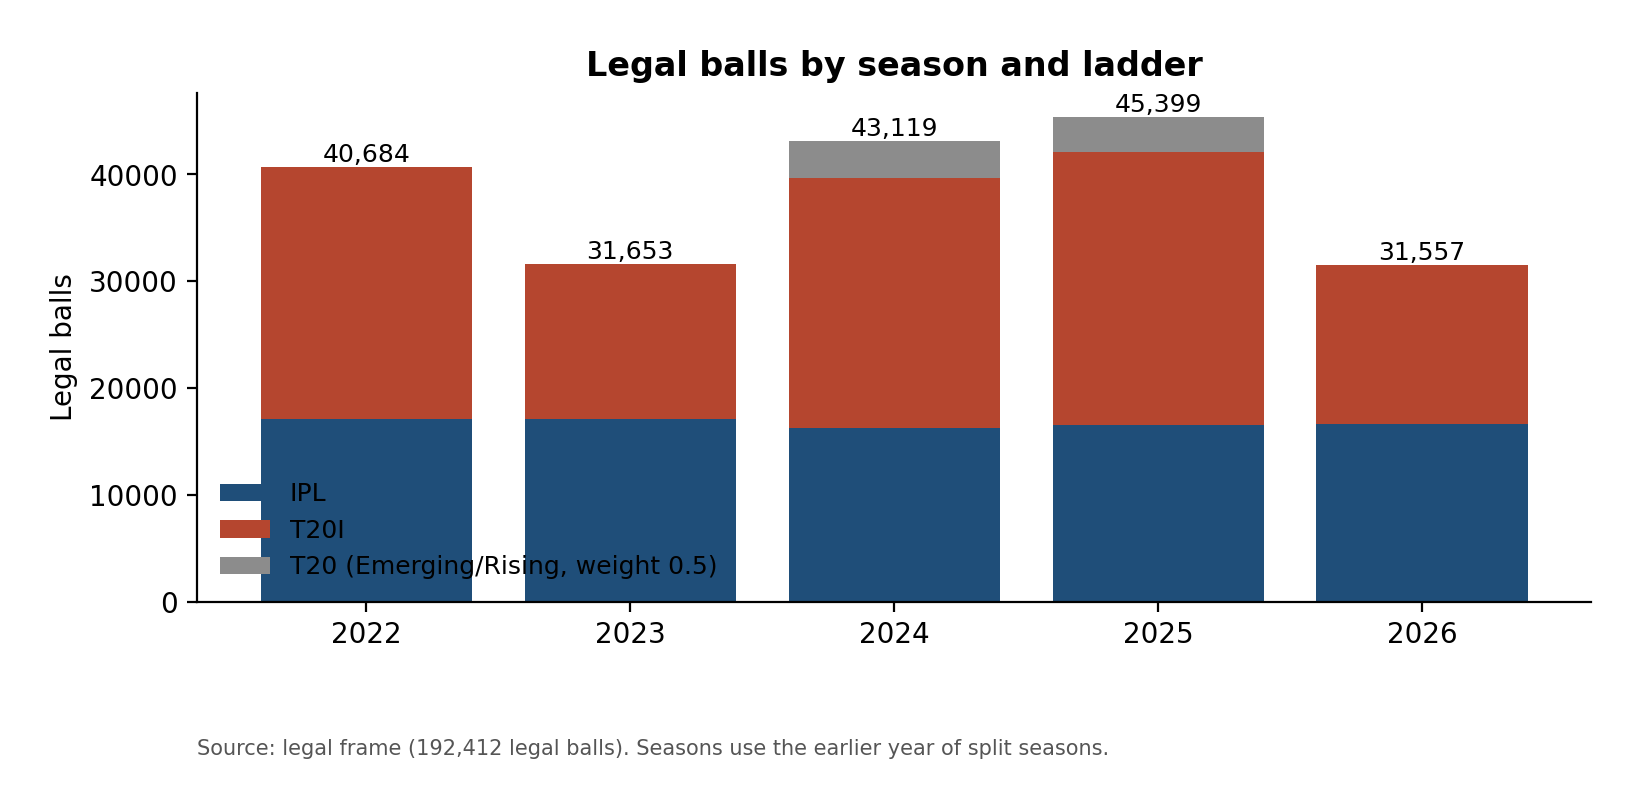 Legal balls by season and ladder
45,399
43,119
40,684
31,653
31,557
Legal balls
40000
30000
20000
10000
0
IPL
T20I
T20 (Emerging/Rising, weight 0.5)
2022
2023
2024
2025
2026
Source: legal frame (192,412 legal balls). Seasons use the earlier year of split seasons.